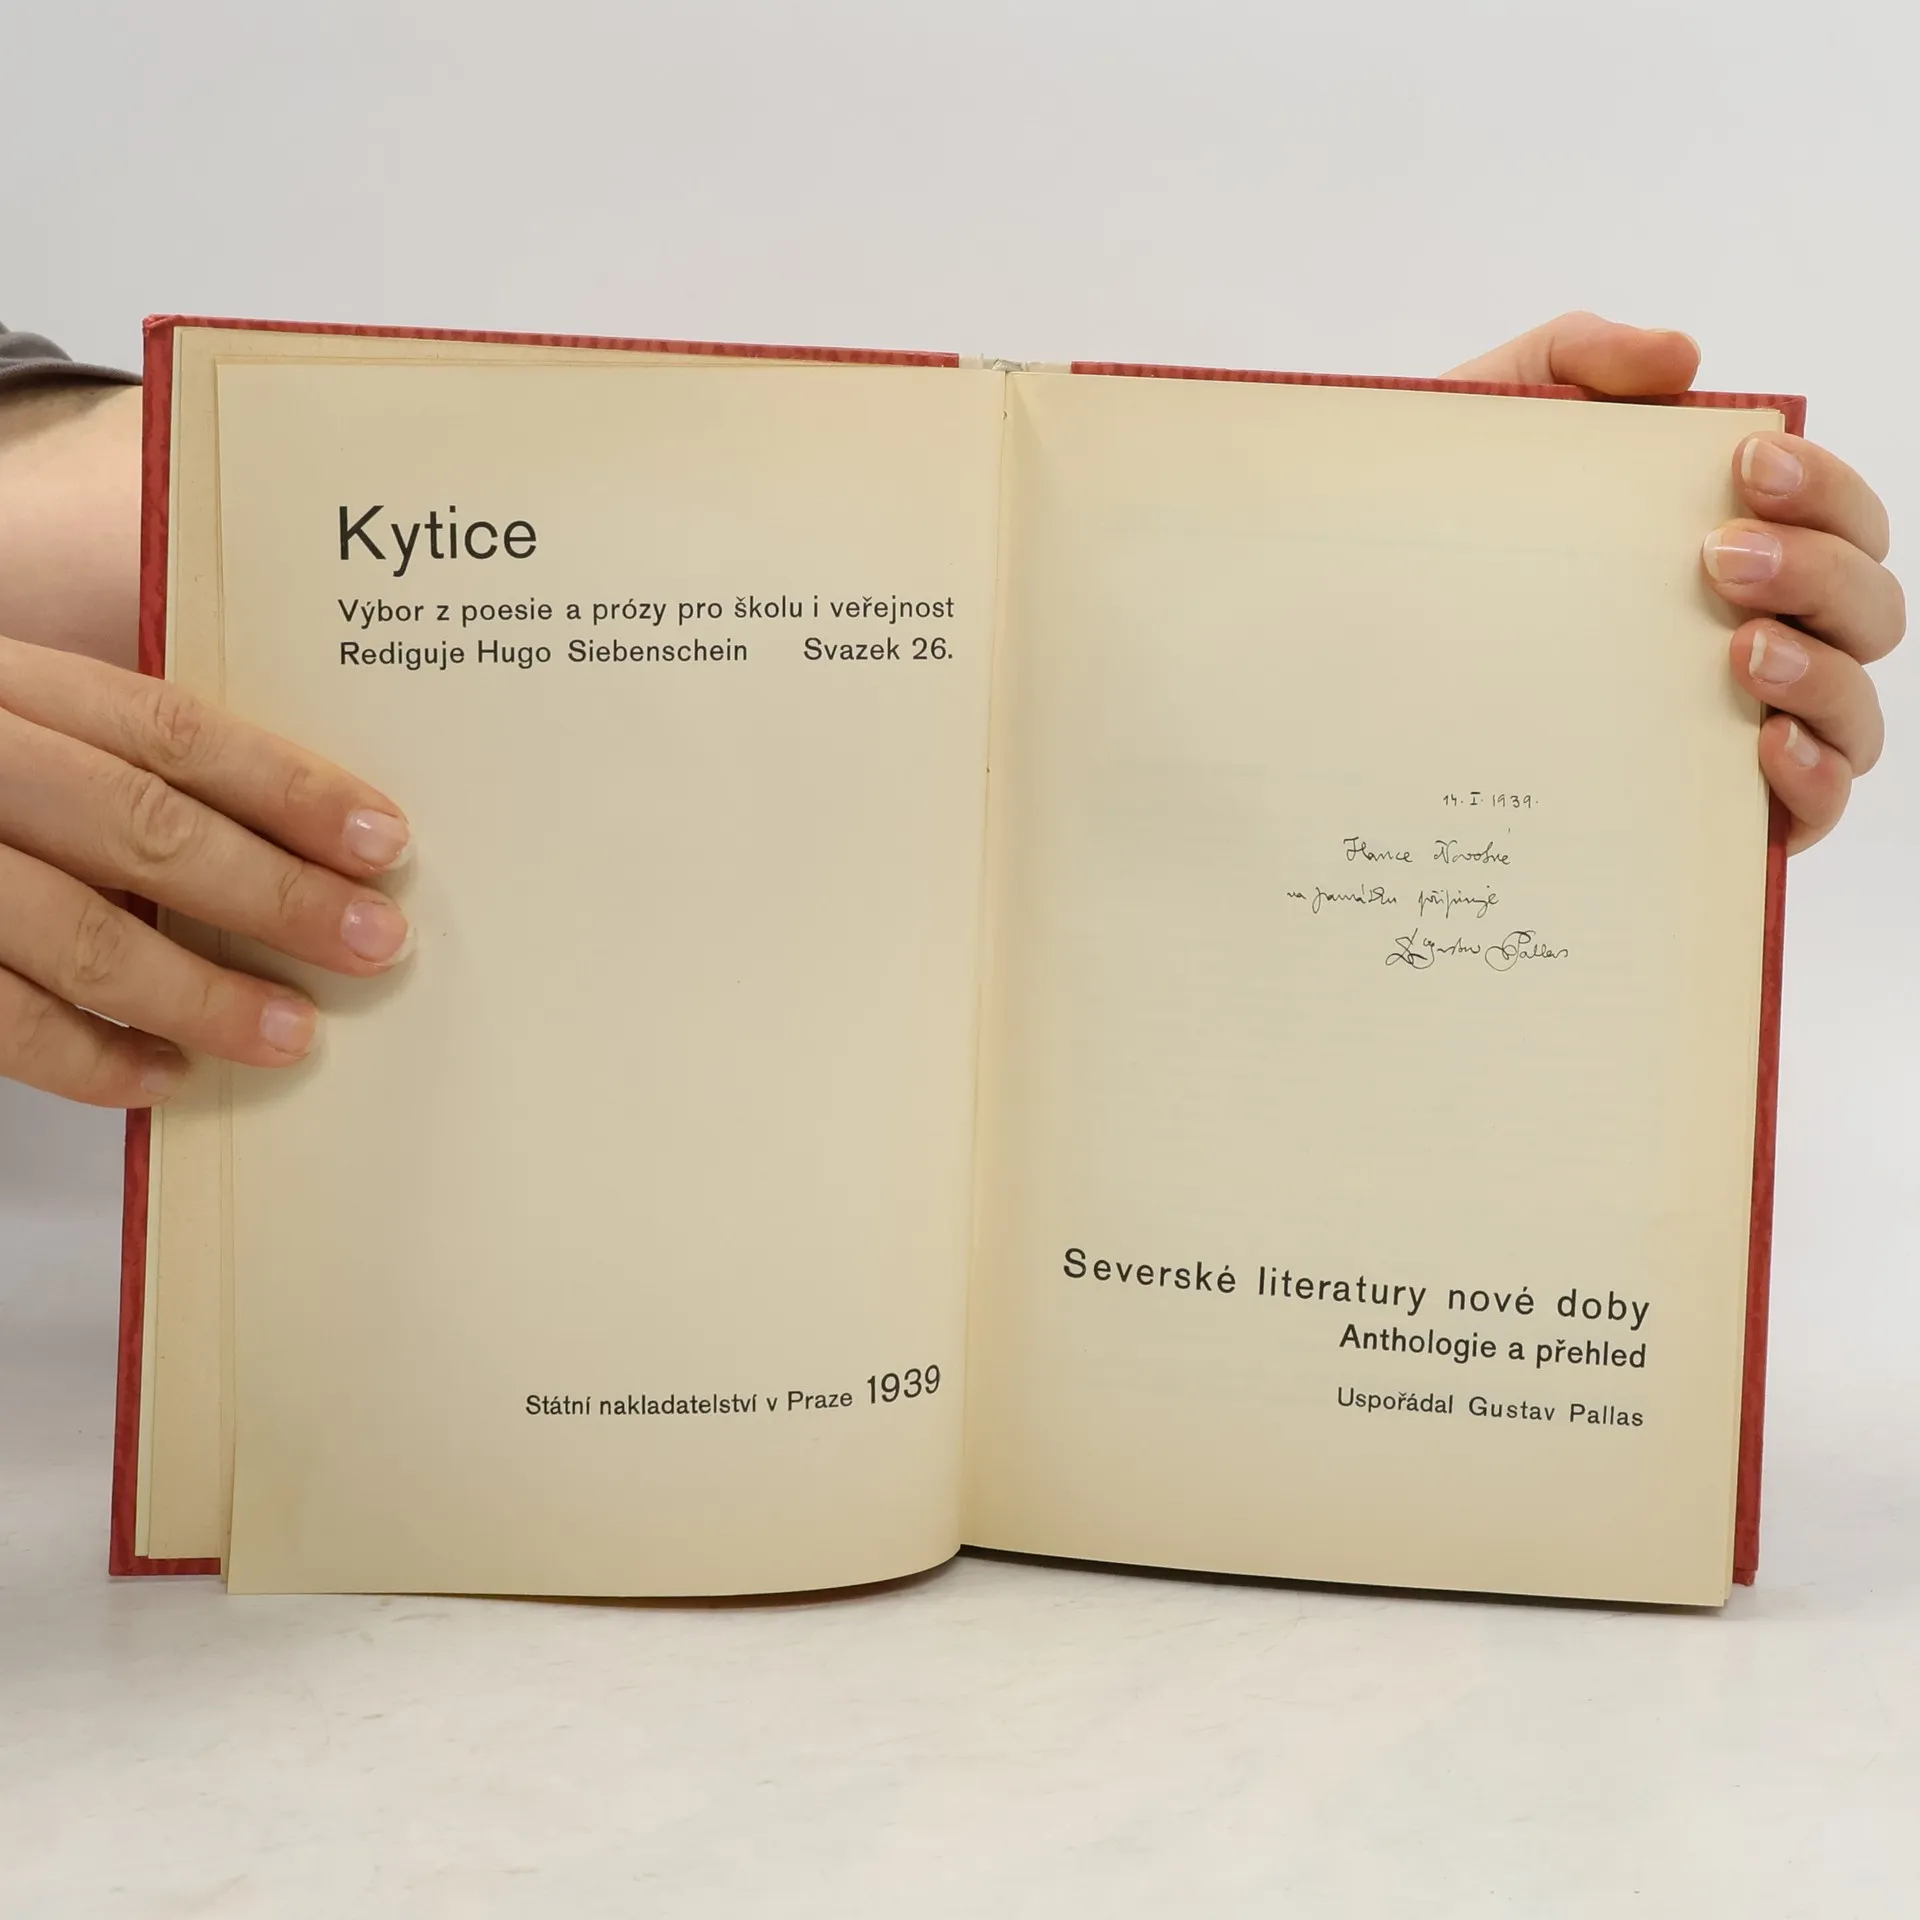 Kytice
Výbor z poesie a prózy pro školu i veřejnost
Rediguje Hugo Siebenschein Svazek 26.
Státní nakladatelství v Praze 1939
14. I. 1939.
Hance Novotné
na památku připisuje
Gustav Pallas
Severské literatury nové doby
Anthologie a přehled
Uspořádal Gustav Pallas